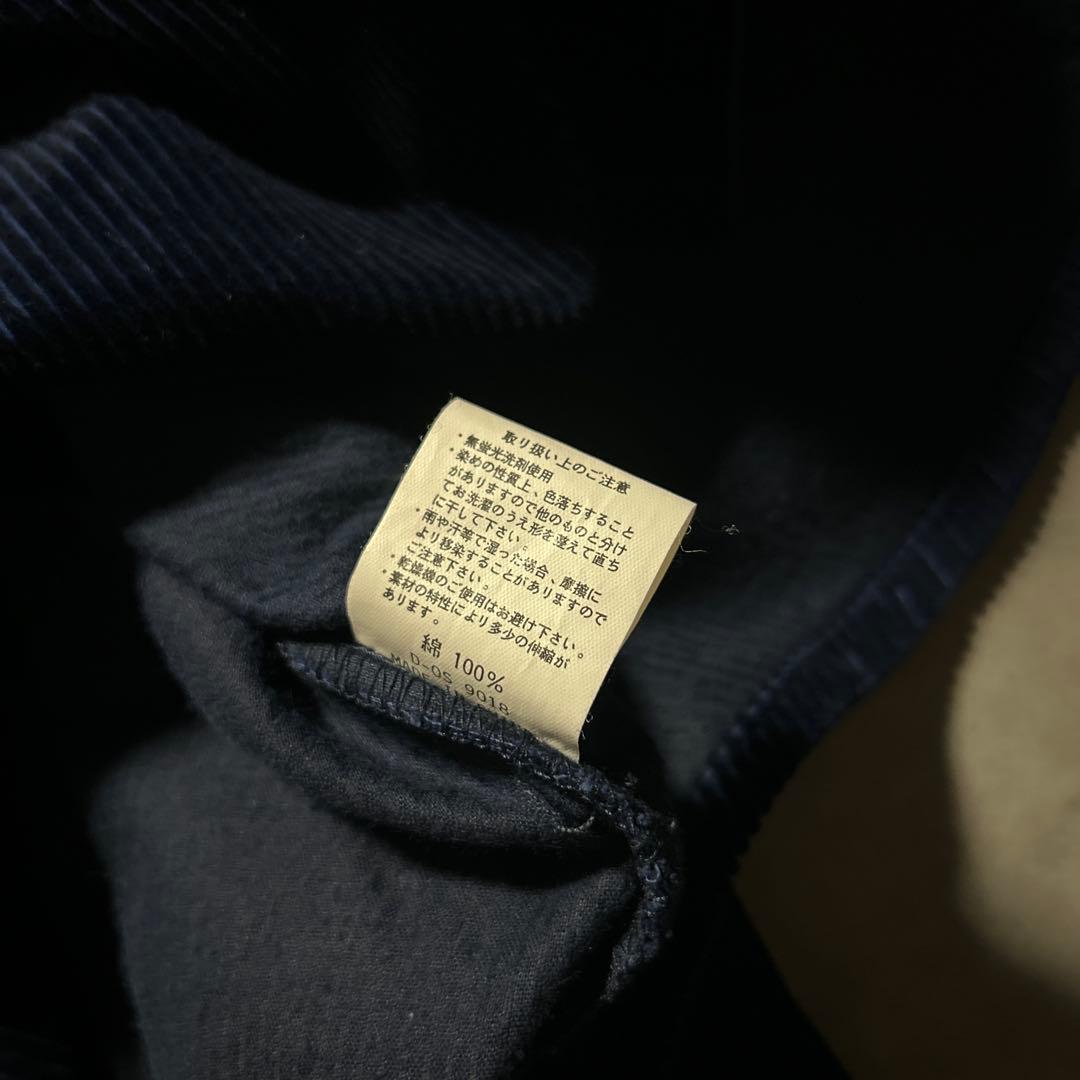 取り扱い上のご注意
・無蛍光洗剤使用
・染めの性質上、色落ちすること
がありますので他のものと分け
てお洗濯のうえ形を整えて直ち
に干して下さい。
・雨や汗等で湿った場合、摩擦に
より移染することがありますので
ご注意下さい。
・乾燥機のご使用はお避け下さい。
・素材の特性により多少の伸縮が
あります。
綿 100%
D-OS 9018
MADE